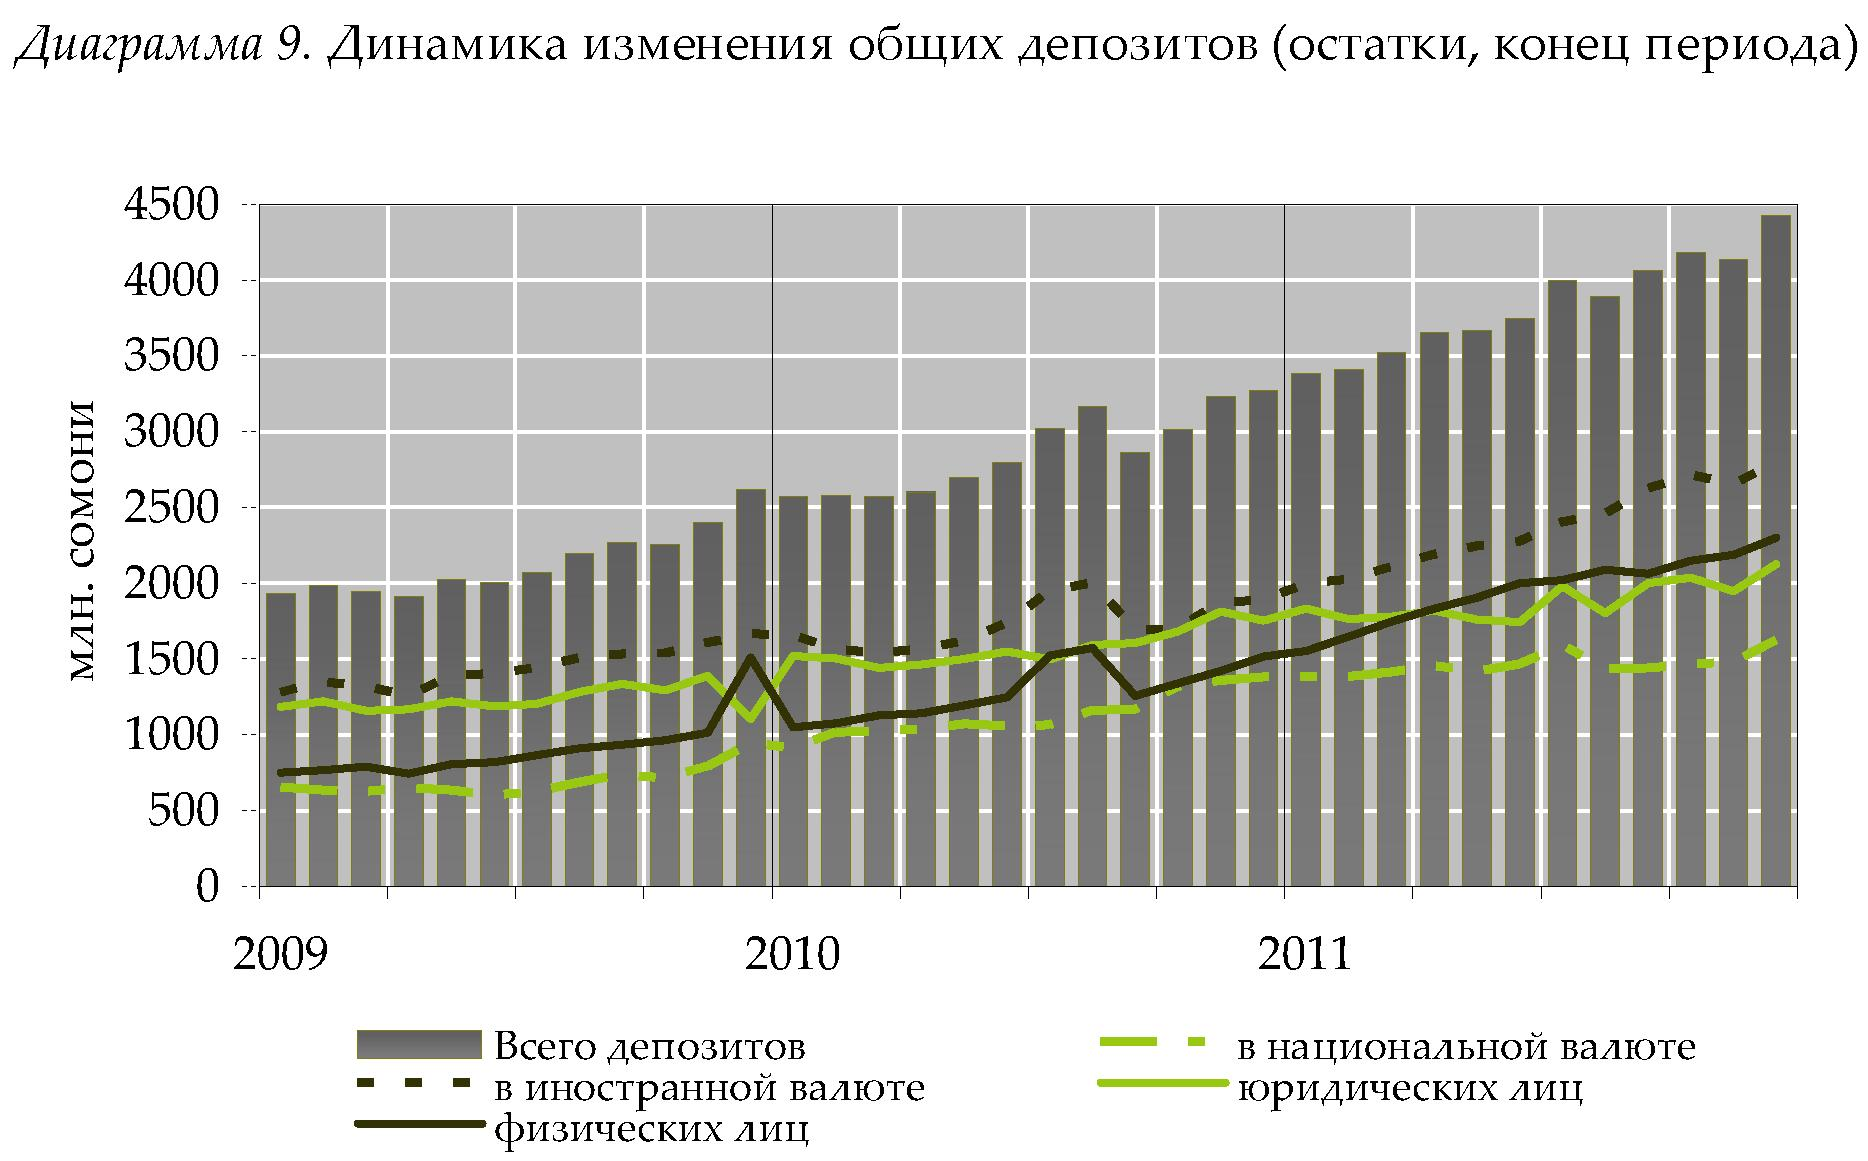 Диаграмма 9. Динамика изменения общих депозитов (остатки, конец периода)
млн. сомони
4500
4000
3500
3000
2500
2000
1500
1000
500
0
2009 2010 2011
Всего депозитов
в национальной валюте
в иностранной валюте
юридических лиц
физических лиц